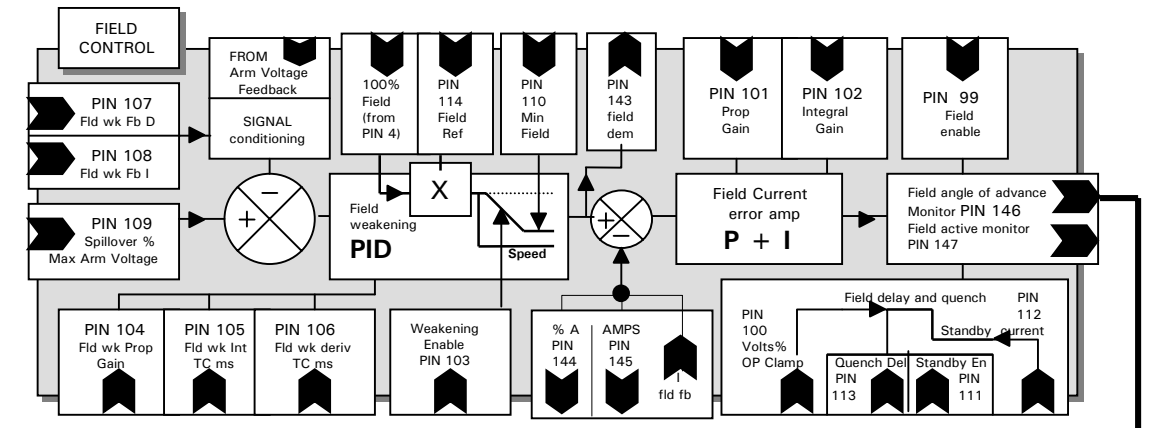 FIELD
CONTROL
FROM
Arm Voltage
Feedback
SIGNAL
conditioning
100%
Field
(from
PIN 4)
PIN
114
Field
Ref
PIN
110
Min
Field
PIN
143
field
dem
PIN 101
Prop
Gain
PIN 102
Integral
Gain
PIN 99
Field
enable
PIN 107
Fld wk Fb D
PIN 108
Fld wk Fb I
PIN 109
Spillover %
Max Arm Voltage
−
+
Field
weakening
PID
X
Speed
+
−
Field Current
error amp
P + I
Field angle of advance
Monitor PIN 146
Field active monitor
PIN 147
PIN 104
Fld wk Prop
Gain
PIN 105
Fld wk Int
TC ms
PIN 106
Fld wk deriv
TC ms
Weakening
Enable
PIN 103
% A
PIN
144
AMPS
PIN
145
I
fld fb
Field delay and quench
PIN
112
Standby current
PIN
100
Volts%
OP Clamp
Quench Del
PIN
113
Standby En
PIN
111